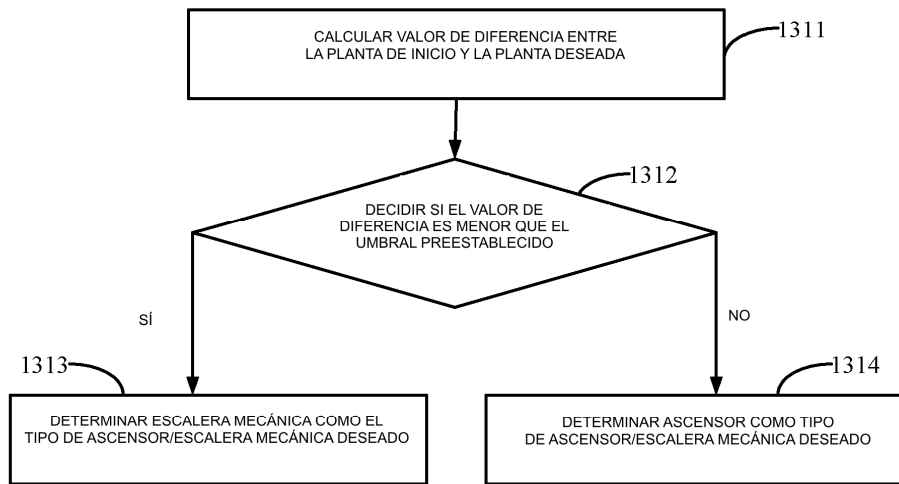 CALCULAR VALOR DE DIFERENCIA ENTRE
LA PLANTA DE INICIO Y LA PLANTA DESEADA
1311
1312
DECIDIR SI EL VALOR DE
DIFERENCIA ES MENOR QUE EL
UMBRAL PREESTABLECIDO
SÍ
NO
1313
1314
DETERMINAR ESCALERA MECÁNICA COMO EL
TIPO DE ASCENSOR/ESCALERA MECÁNICA DESEADO
DETERMINAR ASCENSOR COMO TIPO
DE ASCENSOR/ESCALERA MECÁNICA DESEADO